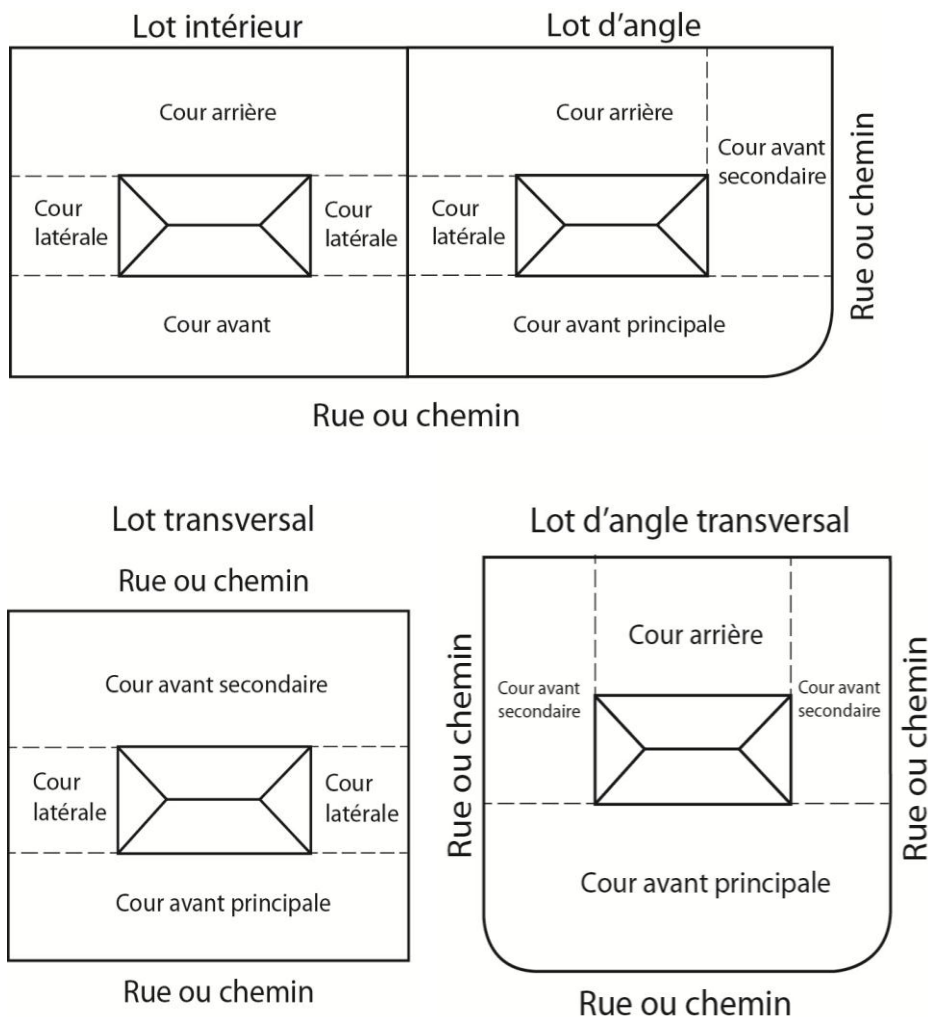 Lot intérieur
Lot d'angle
Cour arrière
Cour arrière
Cour avant
secondaire
Cour
latérale
Cour
latérale
Cour
latérale
Cour avant
Cour avant principale
Rue ou chemin
Rue ou chemin
Lot transversal
Rue ou chemin
Cour avant secondaire
Cour
latérale
Cour
latérale
Cour avant principale
Rue ou chemin
Lot d'angle transversal
Rue ou chemin
Cour arrière
Cour avant
secondaire
Cour avant
secondaire
Rue ou chemin
Cour avant principale
Rue ou chemin